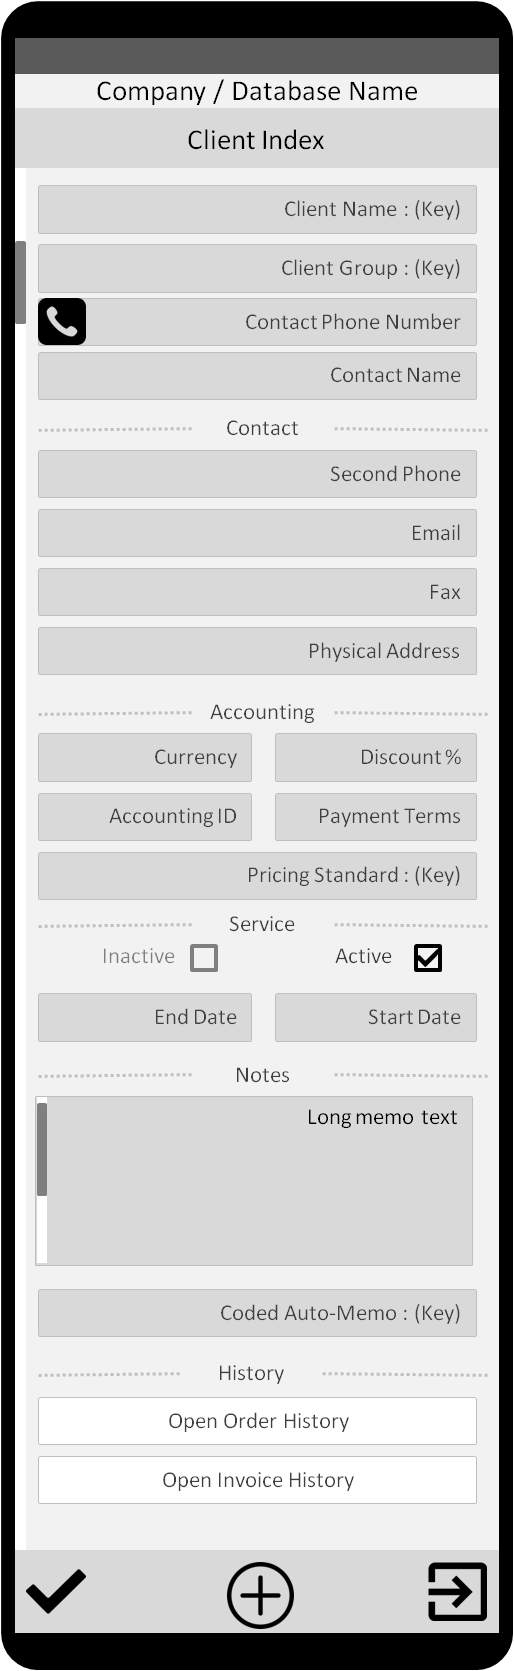 Company / Database Name
Client Index
Client Name : (Key)
Client Group : (Key)
Contact Phone Number
Contact Name
Contact
Second Phone
Email
Fax
Physical Address
Accounting
Currency
Discount %
Accounting ID
Payment Terms
Pricing Standard : (Key)
Service
Inactive
Active
End Date
Start Date
Notes
Long memo text
Coded Auto-Memo : (Key)
History
Open Order History
Open Invoice History